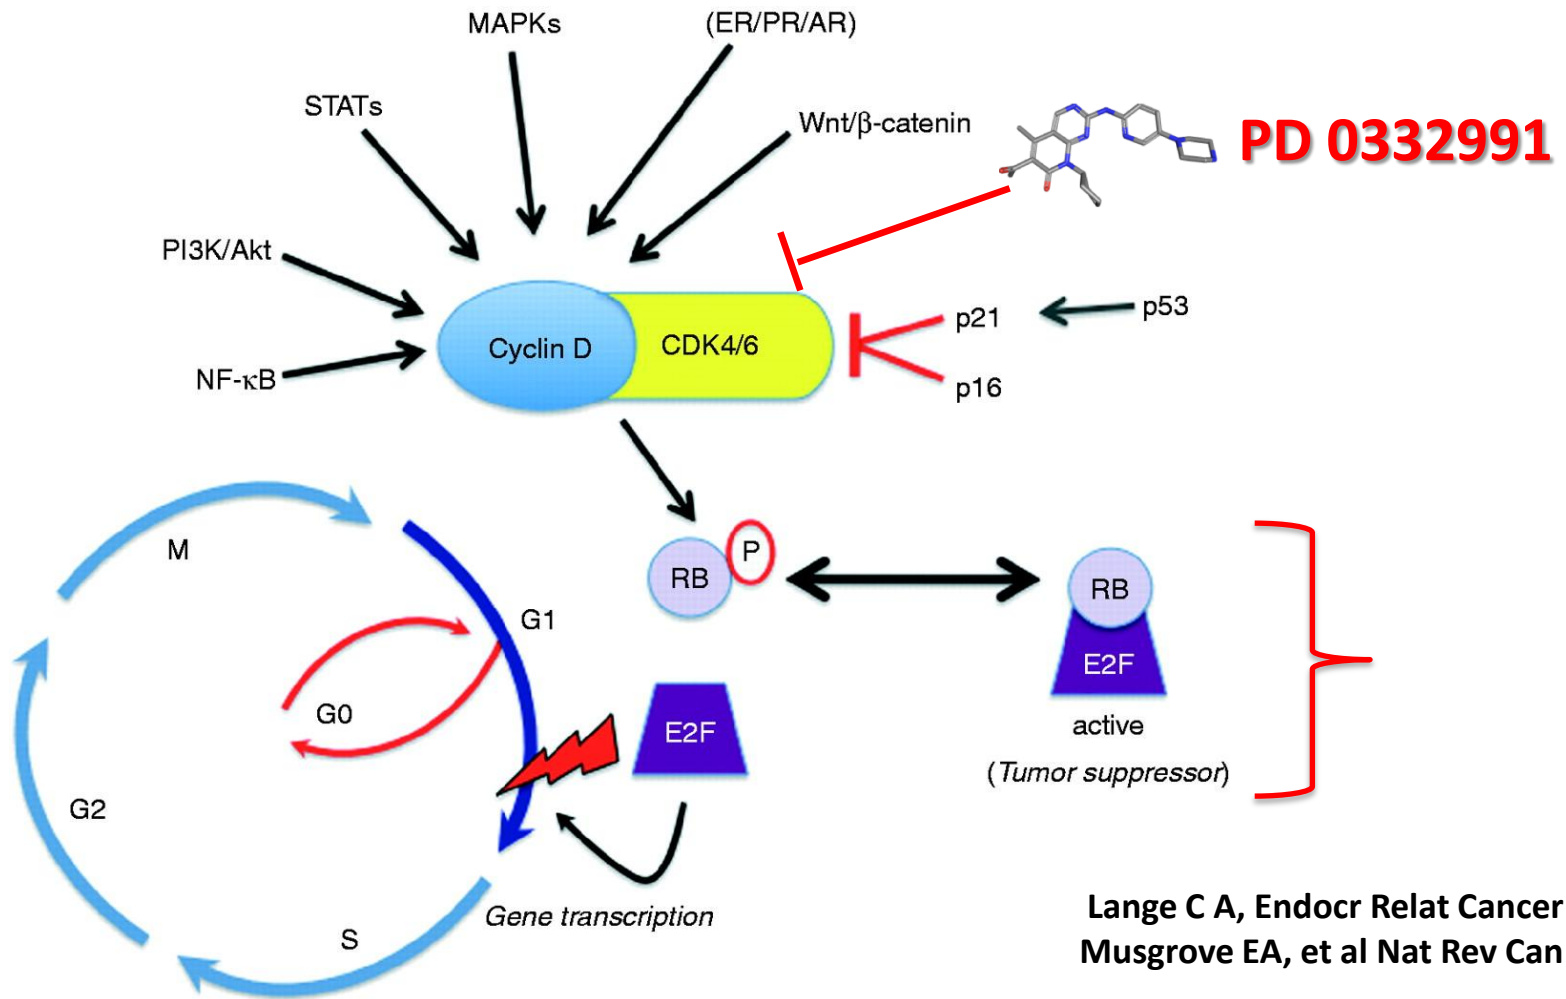 MAPKs
(ER/PR/AR)
STATs
Wnt/β-catenin
PD 0332991
PI3K/Akt
NF-κB
Cyclin D
CDK4/6
p21
p53
p16
M
RB
P
RB
G1
E2F
G0
E2F
active
(Tumor suppressor)
G2
S
Gene transcription
Lange C A, Endocr Relat Cancer
Musgrove EA, et al Nat Rev Can